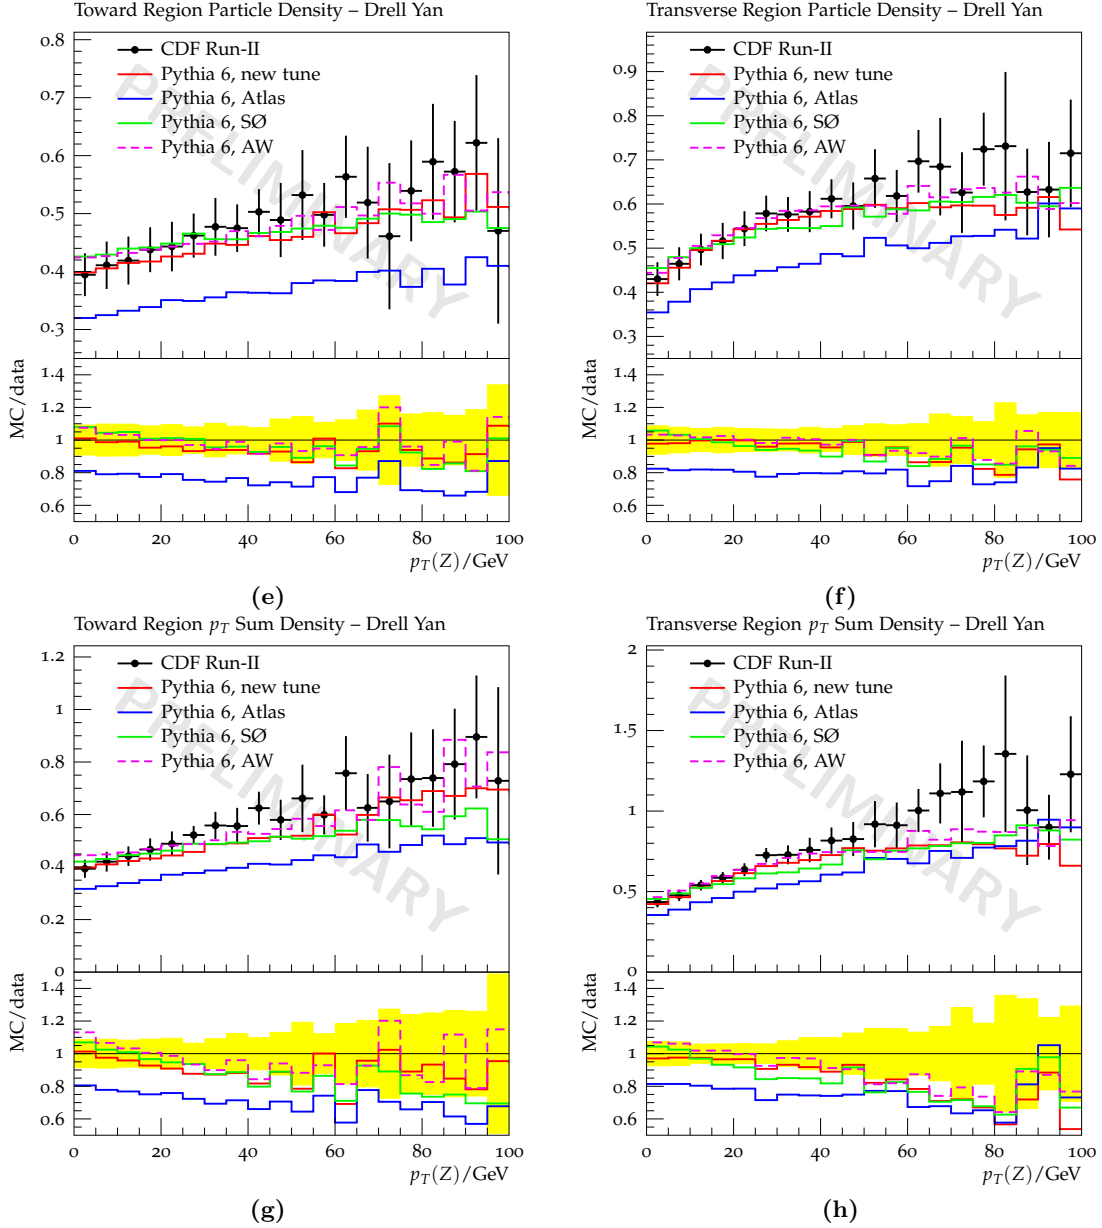 Toward Region Particle Density – Drell Yan
PRELIMINARY
CDF Run-II
Pythia 6, new tune
Pythia 6, Atlas
Pythia 6, SØ
Pythia 6, AW
0.8
0.7
0.6
0.5
0.4
0.3
MC/data
1.4
1.2
1
0.8
0.6
0 20 40 60 80 100
p_T(Z)/GeV
(e)
Transverse Region Particle Density – Drell Yan
PRELIMINARY
CDF Run-II
Pythia 6, new tune
Pythia 6, Atlas
Pythia 6, SØ
Pythia 6, AW
0.9
0.8
0.7
0.6
0.5
0.4
0.3
MC/data
1.4
1.2
1
0.8
0.6
0 20 40 60 80 100
p_T(Z)/GeV
(f)
Toward Region p_T Sum Density – Drell Yan
PRELIMINARY
CDF Run-II
Pythia 6, new tune
Pythia 6, Atlas
Pythia 6, SØ
Pythia 6, AW
1.2
1
0.8
0.6
0.4
0.2
0
MC/data
1.4
1.2
1
0.8
0.6
0 20 40 60 80 100
p_T(Z)/GeV
(g)
Transverse Region p_T Sum Density – Drell Yan
PRELIMINARY
CDF Run-II
Pythia 6, new tune
Pythia 6, Atlas
Pythia 6, SØ
Pythia 6, AW
2
1.5
1
0.5
0
MC/data
1.4
1.2
1
0.8
0.6
0 20 40 60 80 100
p_T(Z)/GeV
(h)